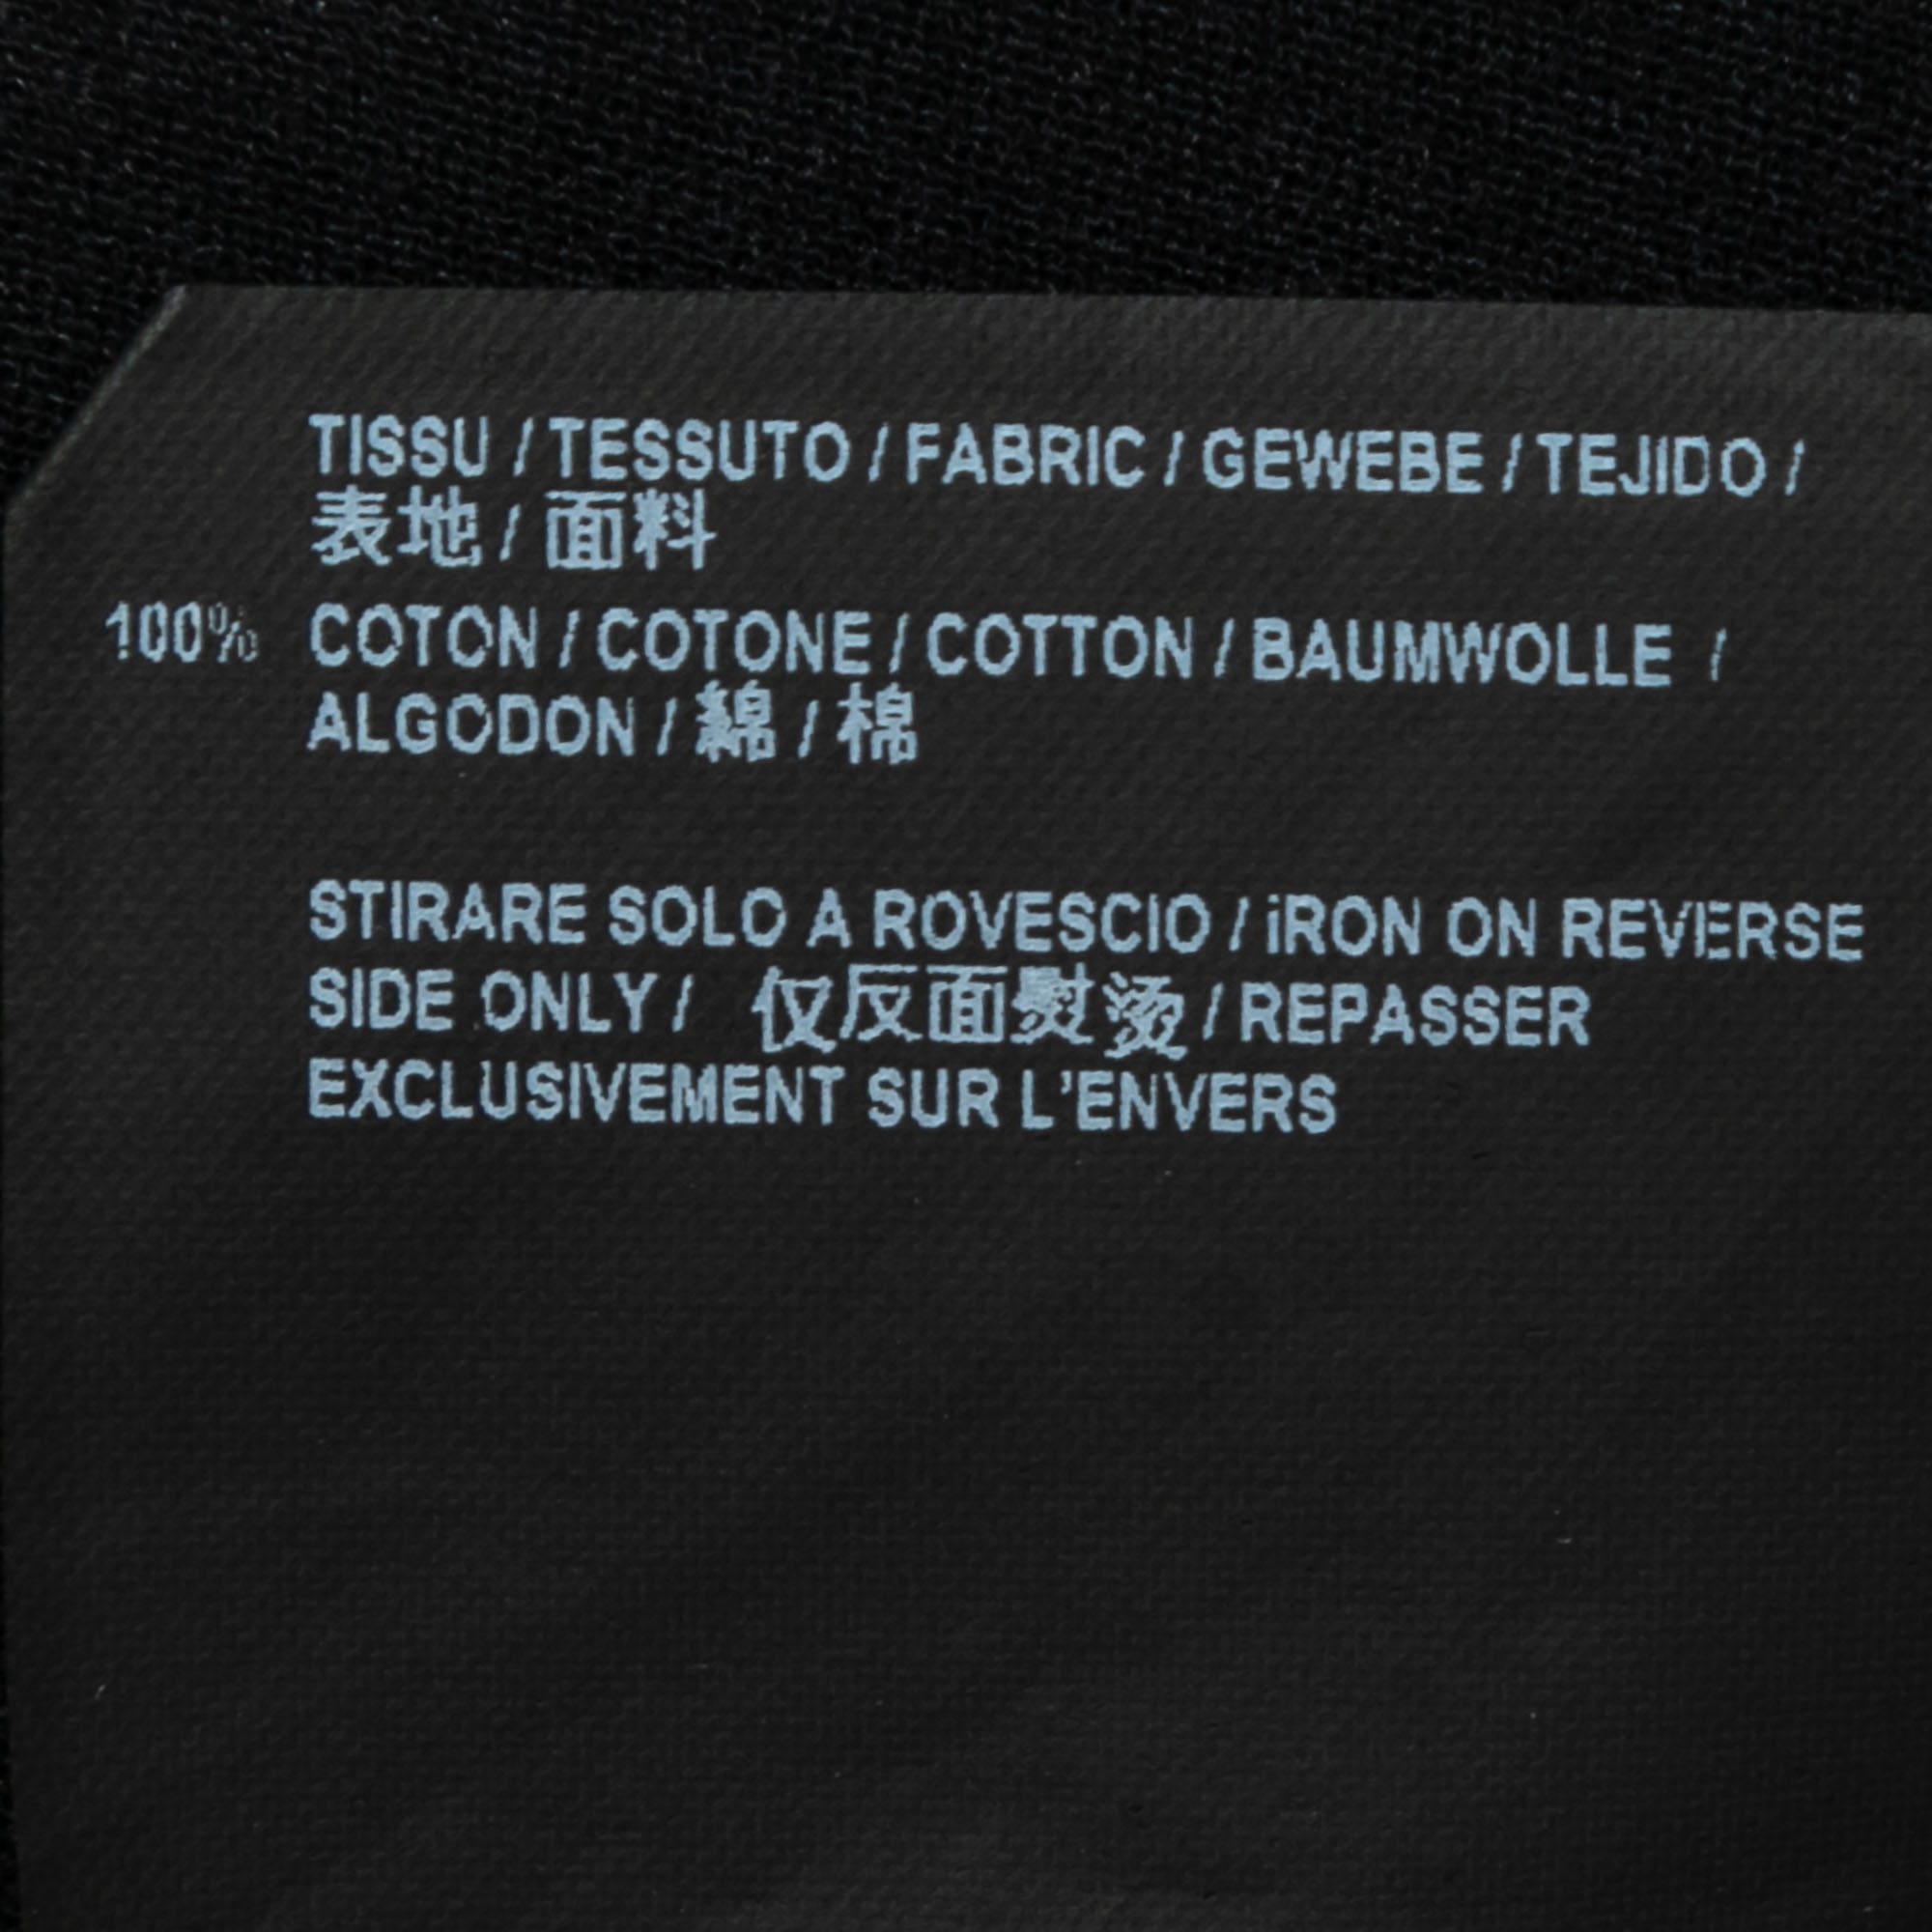 TISSU / TESSUTO / FABRIC / GEWEBE / TEJIDO /
表地 / 面料
100% COTON / COTONE / COTTON / BAUMWOLLE /
ALGODON / 綿 / 棉
STIRARE SOLO A ROVESCIO / iRON ON REVERSE
SIDE ONLY / 仅反面熨烫 / REPASSER
EXCLUSIVEMENT SUR L'ENVERS